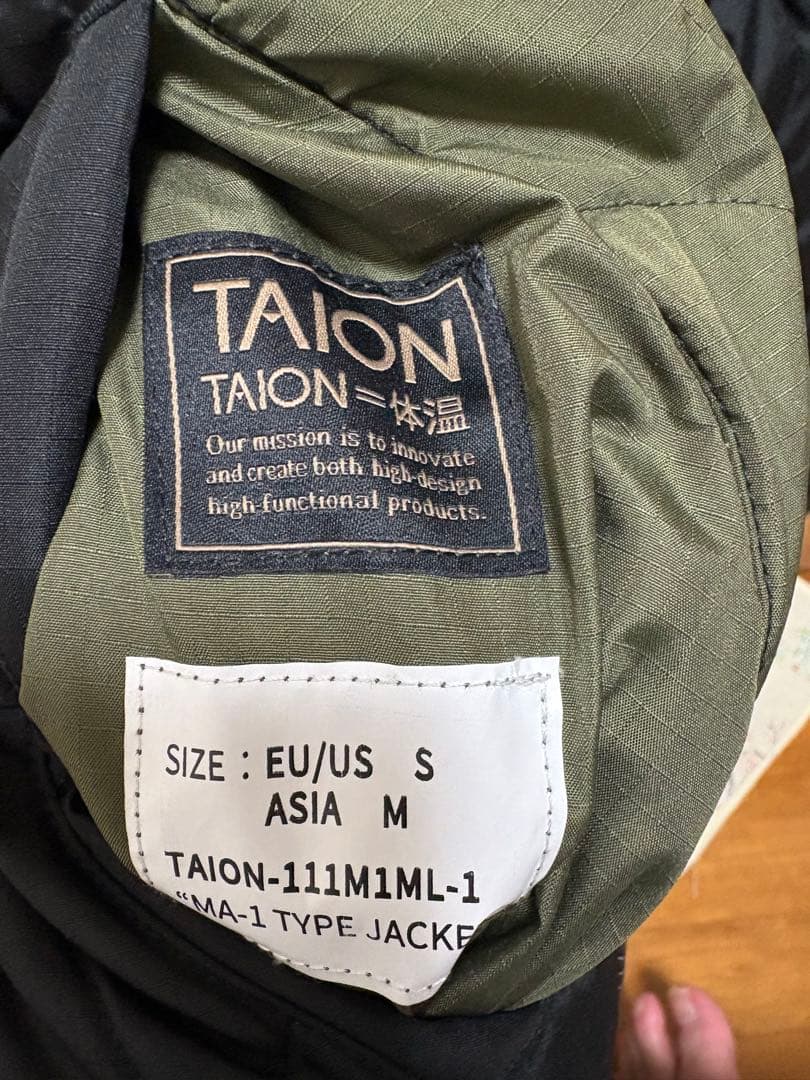 TAION
TAION=体温
Our mission is to innovate
and create both high-design
high-functional products.
SIZE : EU/US S
ASIA M
TAION-111M1ML-1
“MA-1 TYPE JACKE